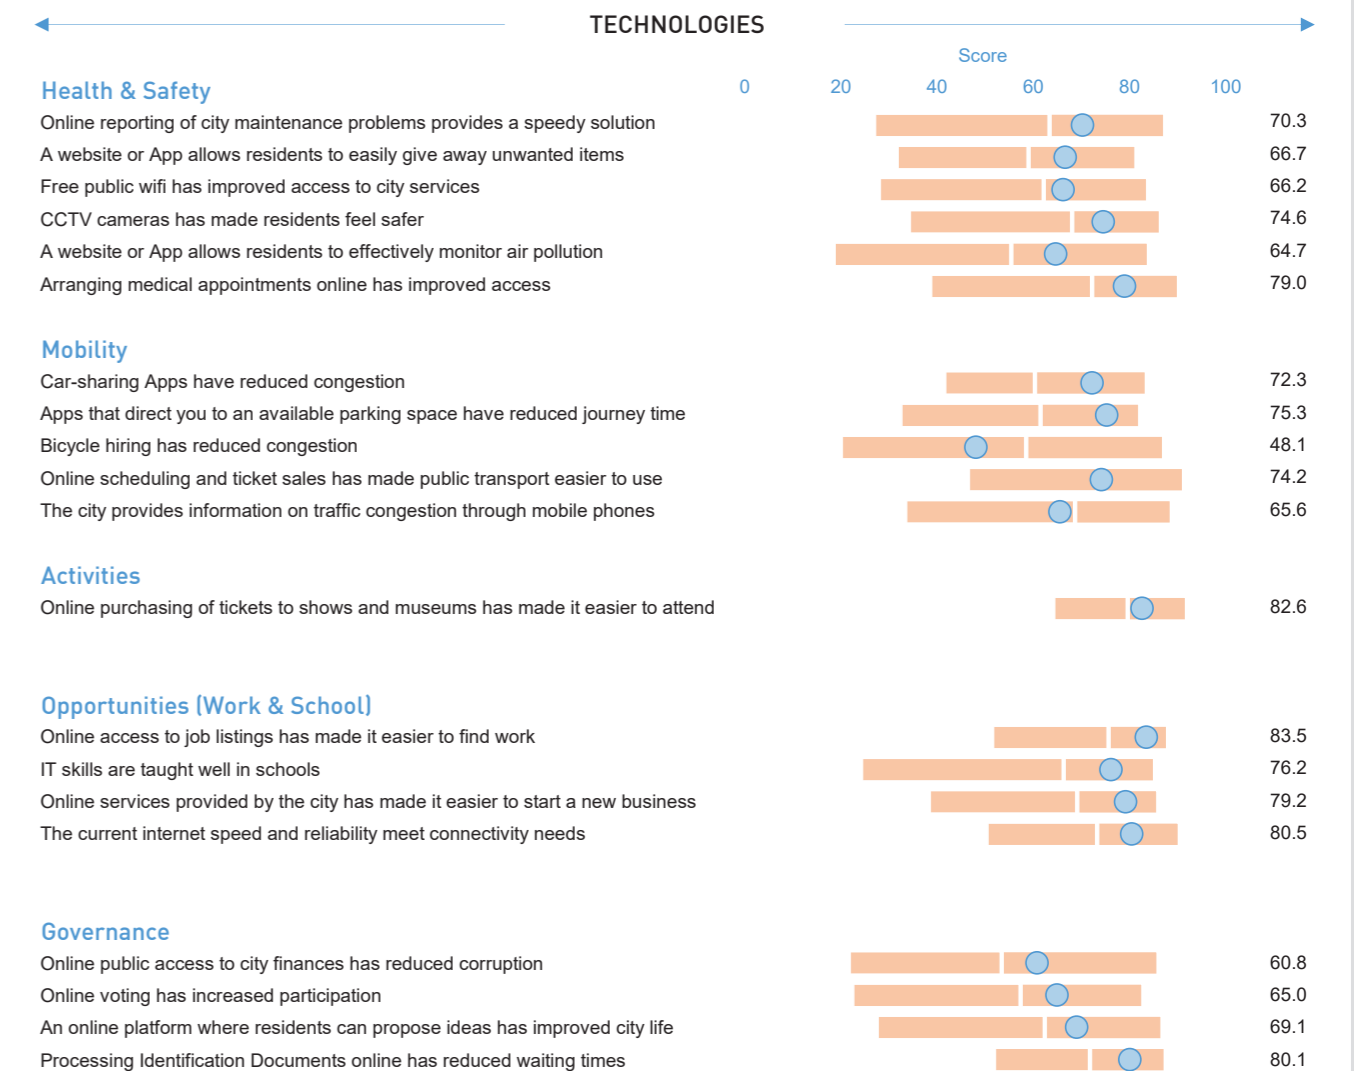 TECHNOLOGIES
Score
Health & Safety 0 20 40 60 80 100
Online reporting of city maintenance problems provides a speedy solution 70.3
A website or App allows residents to easily give away unwanted items 66.7
Free public wifi has improved access to city services 66.2
CCTV cameras has made residents feel safer 74.6
A website or App allows residents to effectively monitor air pollution 64.7
Arranging medical appointments online has improved access 79.0
Mobility
Car-sharing Apps have reduced congestion 72.3
Apps that direct you to an available parking space have reduced journey time 75.3
Bicycle hiring has reduced congestion 48.1
Online scheduling and ticket sales has made public transport easier to use 74.2
The city provides information on traffic congestion through mobile phones 65.6
Activities
Online purchasing of tickets to shows and museums has made it easier to attend 82.6
Opportunities (Work & School)
Online access to job listings has made it easier to find work 83.5
IT skills are taught well in schools 76.2
Online services provided by the city has made it easier to start a new business 79.2
The current internet speed and reliability meet connectivity needs 80.5
Governance
Online public access to city finances has reduced corruption 60.8
Online voting has increased participation 65.0
An online platform where residents can propose ideas has improved city life 69.1
Processing Identification Documents online has reduced waiting times 80.1